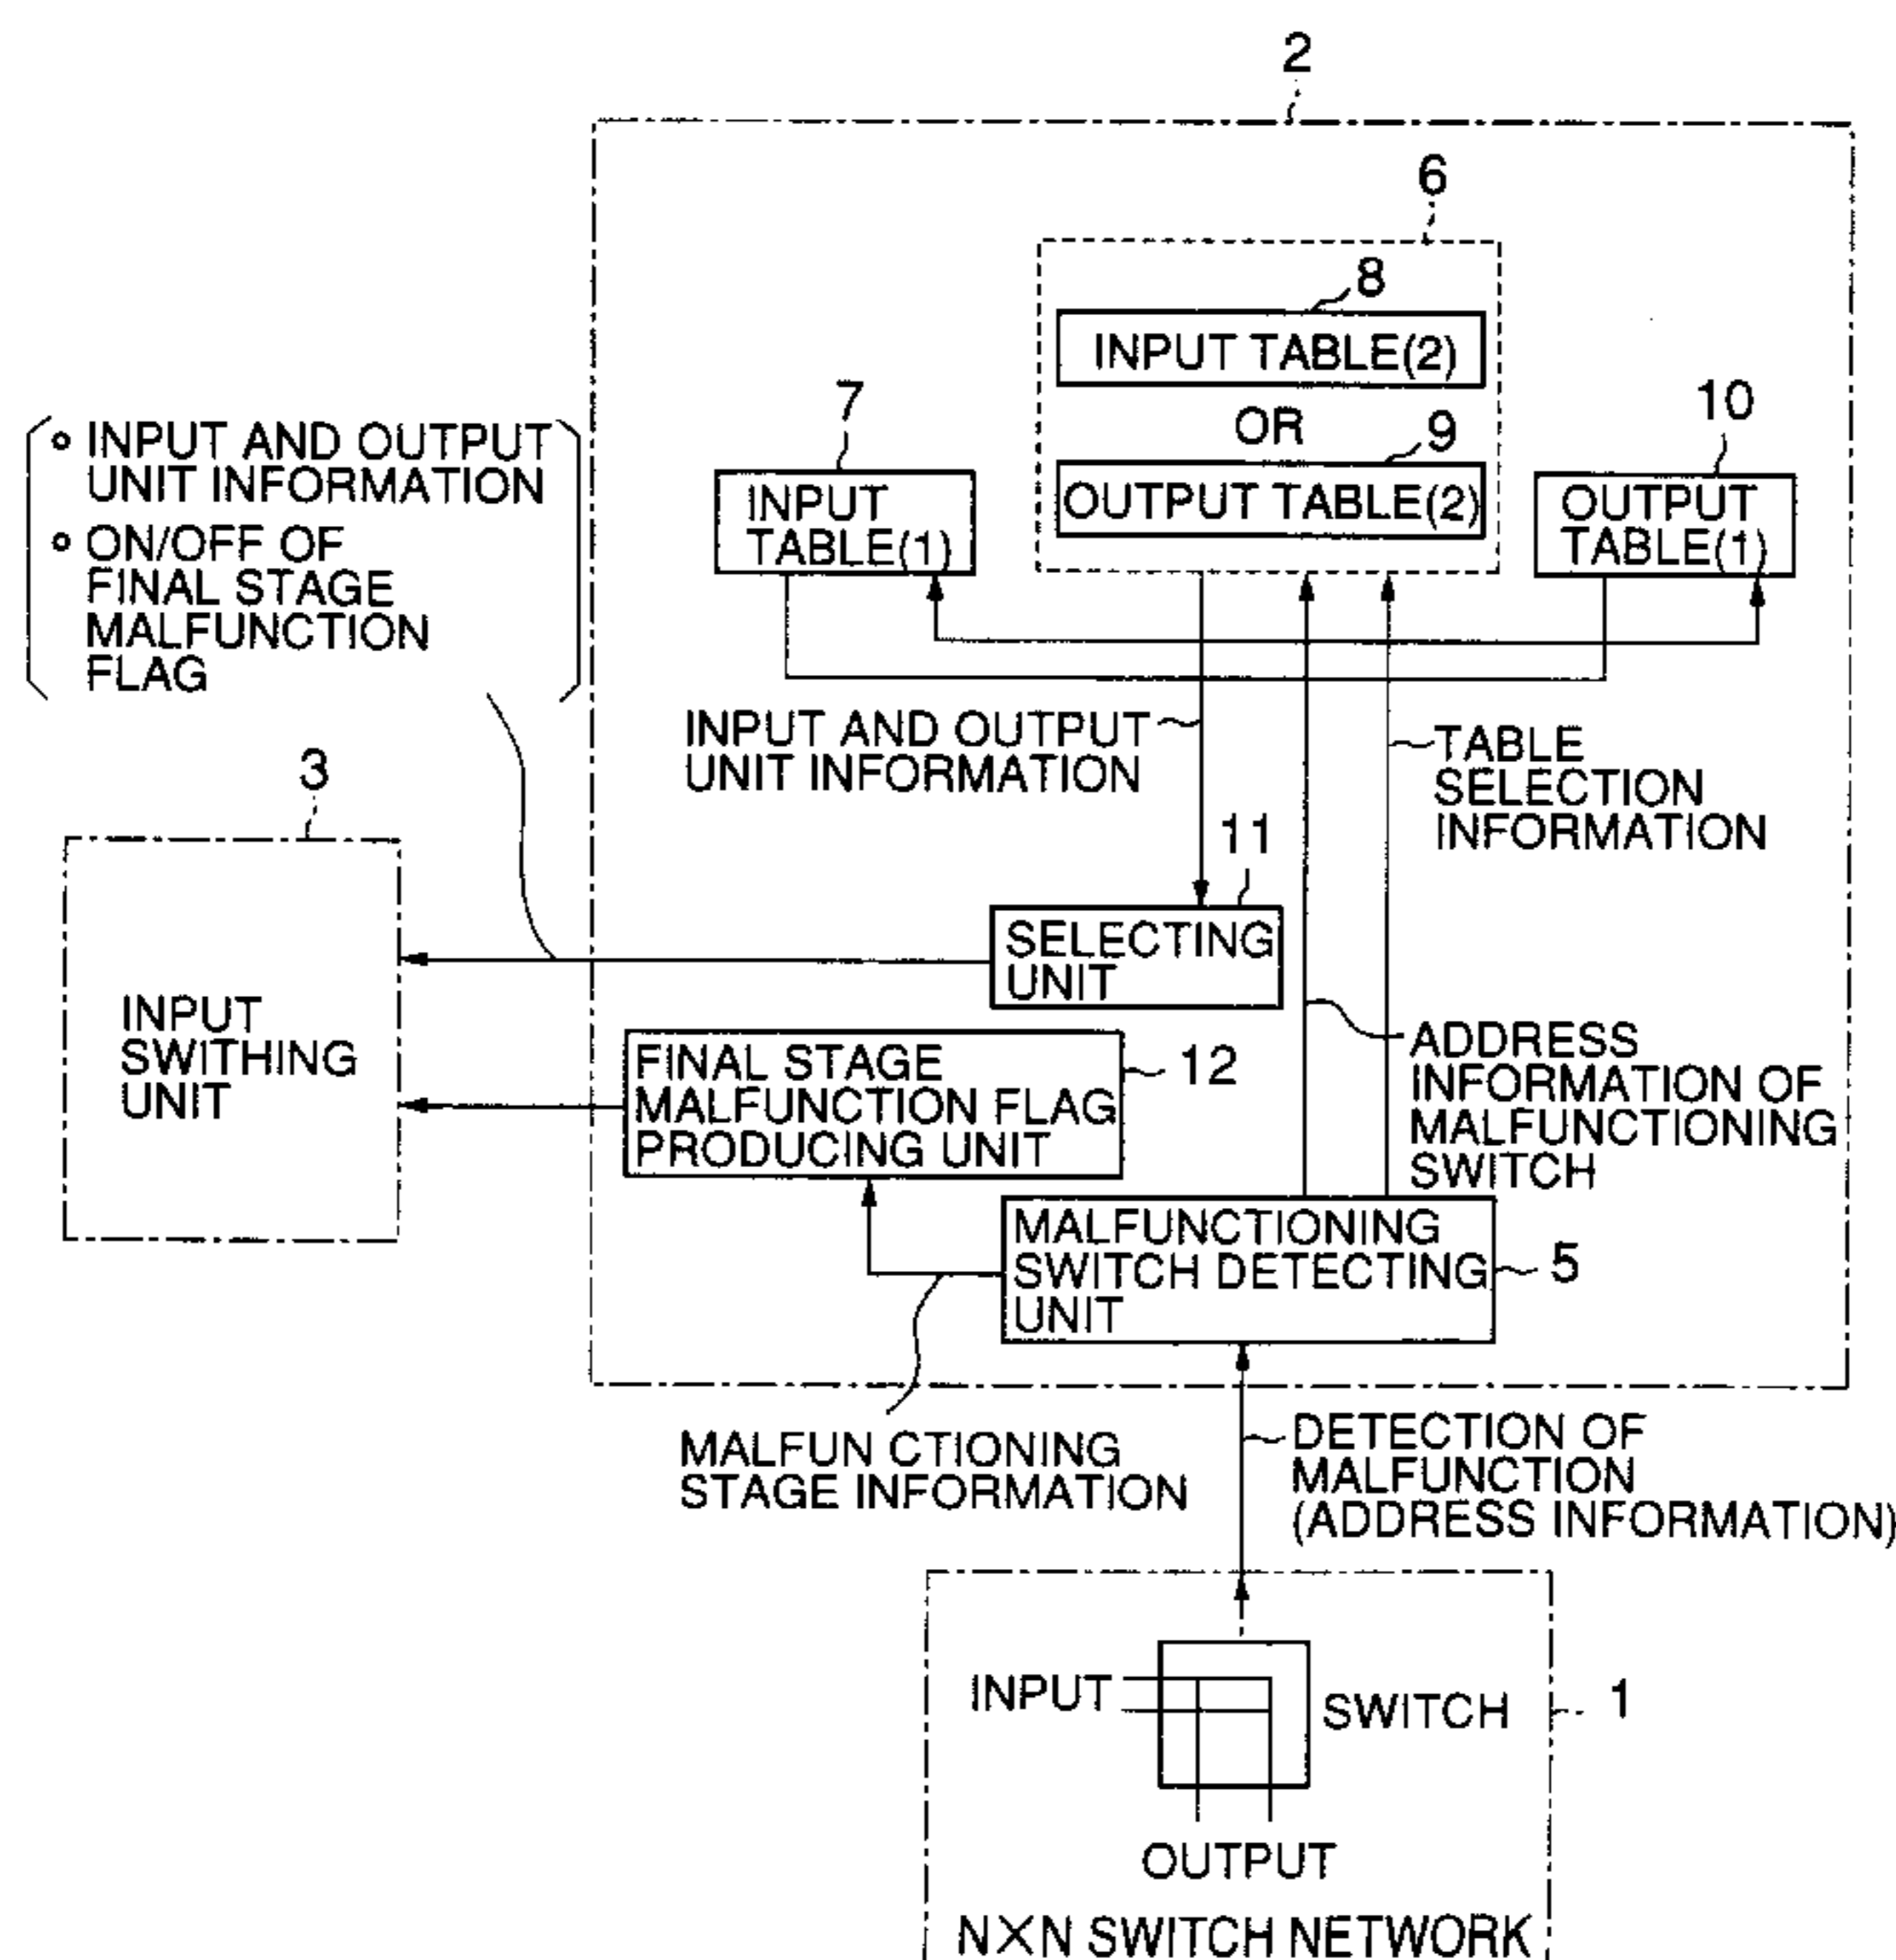 2
6
8
INPUT TABLE(2)
7
10
OR
9
INPUT AND OUTPUT
UNIT INFORMATION
INPUT
TABLE(1)
OUTPUT TABLE(2)
OUTPUT
TABLE(1)
ON/OFF OF
FINAL STAGE
MALFUNCTION
FLAG
INPUT AND OUTPUT
UNIT INFORMATION
TABLE
SELECTION
INFORMATION
3
11
SELECTING
UNIT
INPUT
SWITHING
UNIT
FINAL STAGE
MALFUNCTION FLAG
PRODUCING UNIT
12
ADDRESS
INFORMATION OF
MALFUNCTIONING
SWITCH
MALFUNCTIONING
SWITCH DETECTING
UNIT
5
MALFUN CTIONING
STAGE INFORMATION
DETECTION OF
MALFUNCTION
(ADDRESS INFORMATION)
INPUT
SWITCH
1
OUTPUT
N×N SWITCH NETWORK